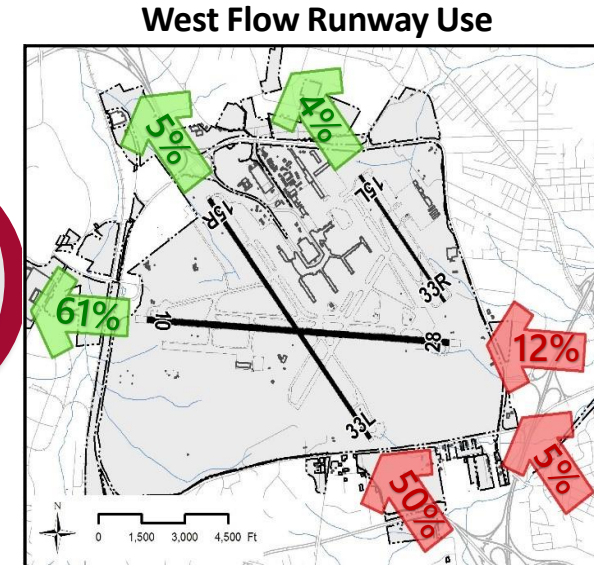 West Flow Runway Use
5%
4%
15R
15L
33R
61%
10
28
12%
33L
5%
50%
N
0 1,500 3,000 4,500 Ft